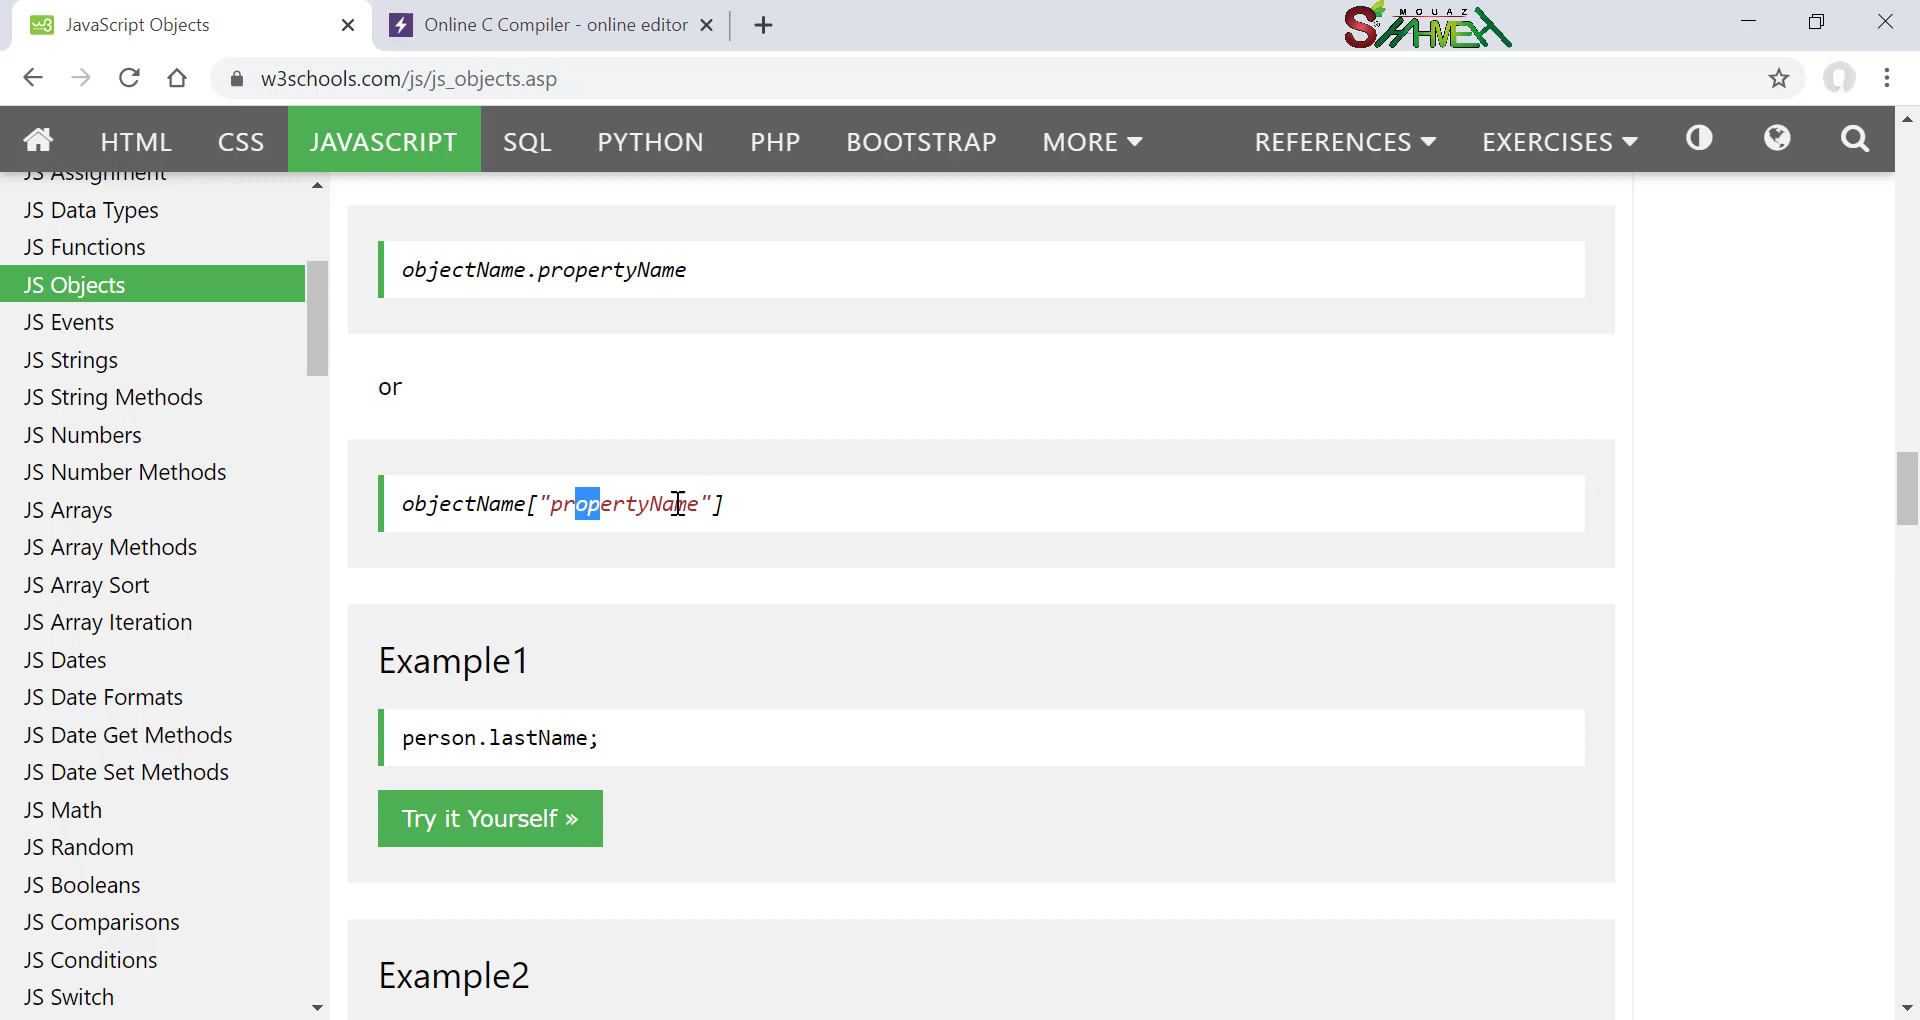 JavaScript Objects
Online C Compiler - online editor
MOUAZ
SHAHMEH
w3schools.com/js/js_objects.asp
HTML CSS JAVASCRIPT SQL PYTHON PHP BOOTSTRAP MORE REFERENCES EXERCISES
JS Assignment
JS Data Types
JS Functions
JS Objects
JS Events
JS Strings
JS String Methods
JS Numbers
JS Number Methods
JS Arrays
JS Array Methods
JS Array Sort
JS Array Iteration
JS Dates
JS Date Formats
JS Date Get Methods
JS Date Set Methods
JS Math
JS Random
JS Booleans
JS Comparisons
JS Conditions
JS Switch
objectName.propertyName
or
objectName["propertyName"]
Example1
person.lastName;
Try it Yourself »
Example2